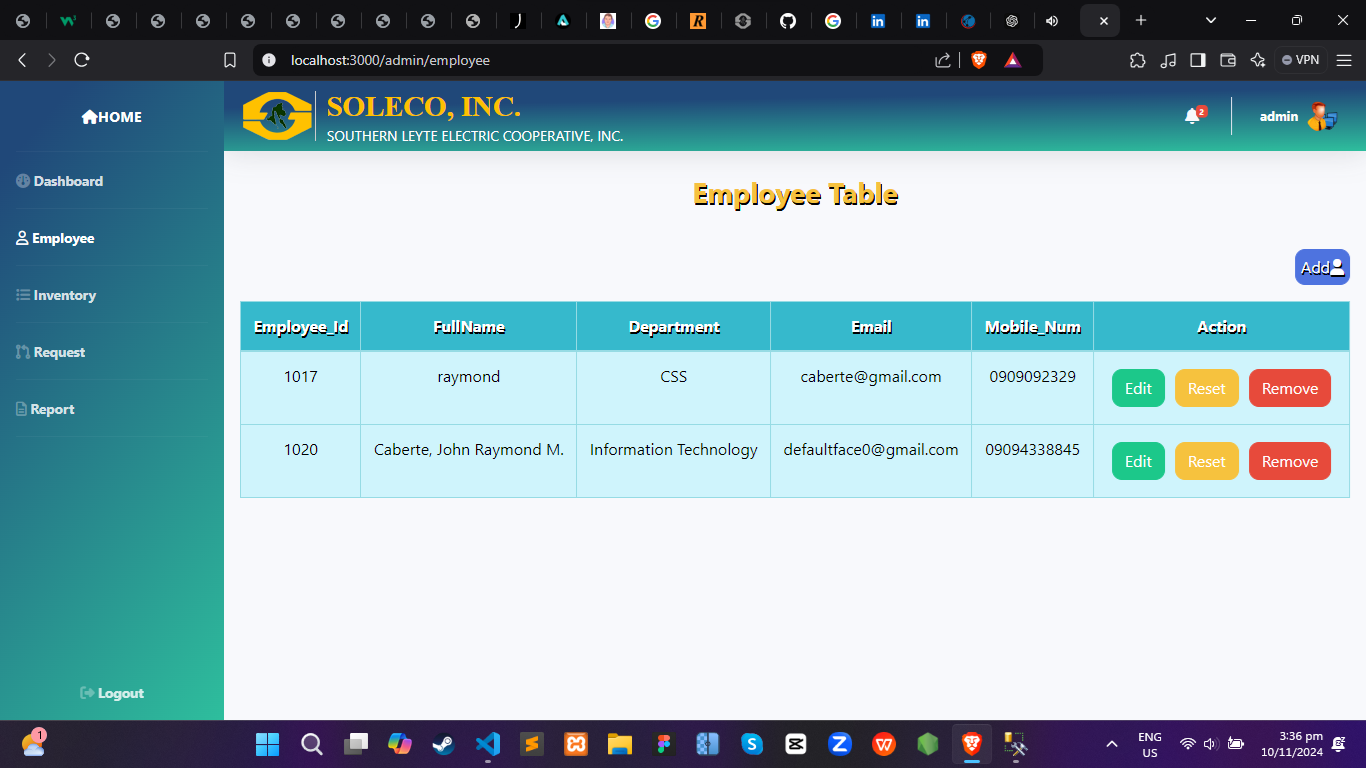 localhost:3000/admin/employee
VPN
HOME
SOLECO, INC.
SOUTHERN LEYTE ELECTRIC COOPERATIVE, INC.
2
admin
Dashboard
Employee
Inventory
Request
Report
Logout
Employee Table
Add
Employee_Id FullName Department Email Mobile_Num Action
1017 raymond CSS caberte@gmail.com 0909092329 Edit Reset Remove
1020 Caberte, John Raymond M. Information Technology defaultface0@gmail.com 09094338845 Edit Reset Remove
1
ENG
US
3:36 pm
10/11/2024